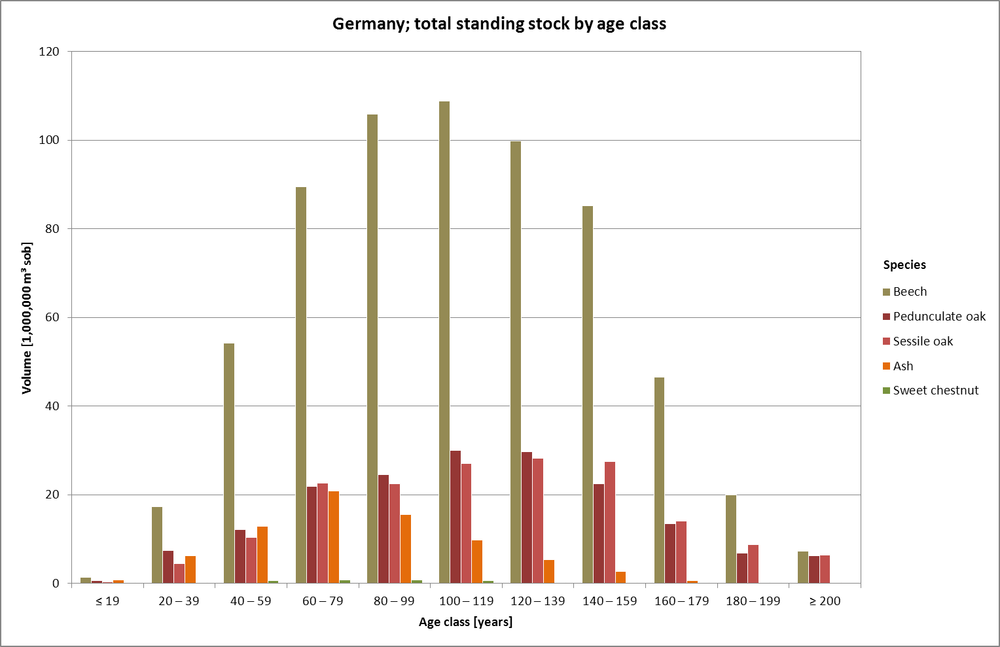 Germany; total standing stock by age class
120
100
80
60
40
20
0
Volume [1,000,000 m³ sob]
≤ 19
20 – 39
40 – 59
60 – 79
80 – 99
100 – 119
120 – 139
140 – 159
160 – 179
180 – 199
≥ 200
Age class [years]
Species
Beech
Pedunculate oak
Sessile oak
Ash
Sweet chestnut